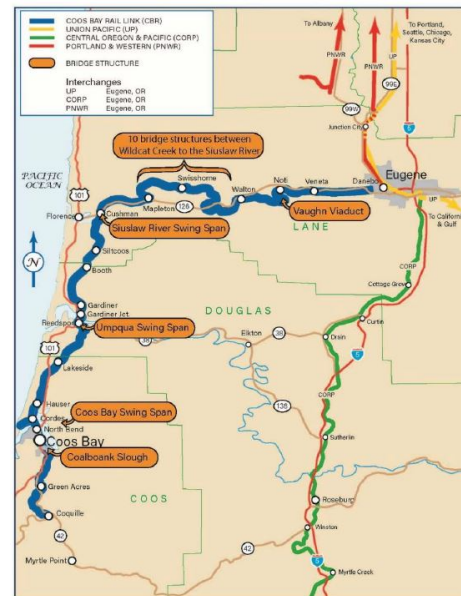 COOS BAY RAIL LINK (CBR)
UNION PACIFIC (UP)
CENTRAL OREGON & PACIFIC (CORP)
PORTLAND & WESTERN (PNWR)
BRIDGE STRUCTURE
Interchanges
UP Eugene, OR
CORP Eugene, OR
PNWR Eugene, OR
To Albany
To Portland,
Seattle, Chicago,
Kansas City
PNWR
PNWR
UP
99W
99E
5
Junction City
10 bridge structures between
Wildcat Creek to the Siuslaw River
PACIFIC
OCEAN
101
Swisshome
Noti
Veneta
Danebo
Eugene
Walton
Mapleton
126
Cushman
Florence
Vaughn Viaduct
UP
To California
& Gulf
Siuslaw River Swing Span
LANE
N
Siltcoos
Booth
CORP
Cottage Grove
Gardiner
Gardiner Jct.
Reedsport
DOUGLAS
Umpqua Swing Span
Curtin
38
Elkton
38
Drain
101
5
Lakeside
138
CORP
Hauser
Coos Bay Swing Span
Cordes
North Bend
Coos Bay
Sutherlin
Coalboank Slough
Green Acres
COOS
Roseburg
Coquille
42
Winston
42
Myrtle Point
5
Myrtle Creek